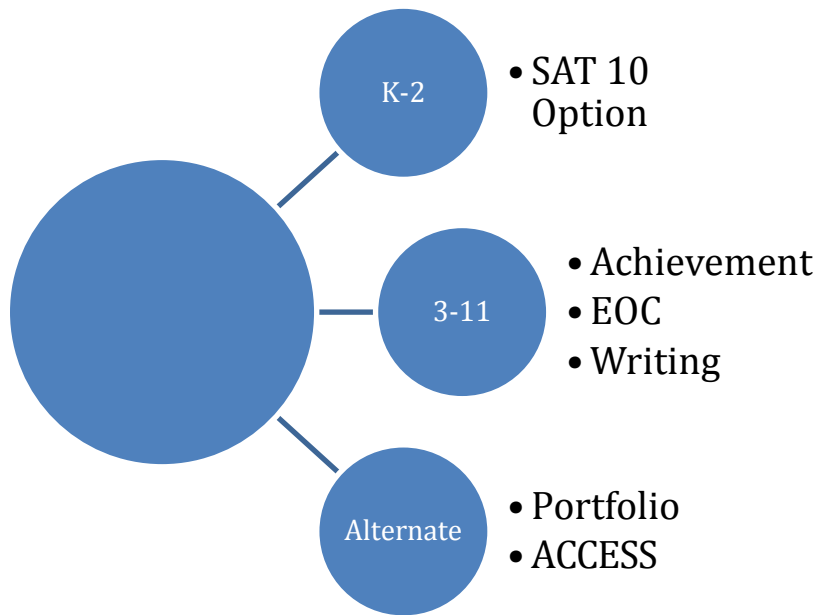 K-2
• SAT 10
Option
3-11
• Achievement
• EOC
• Writing
Alternate
• Portfolio
• ACCESS